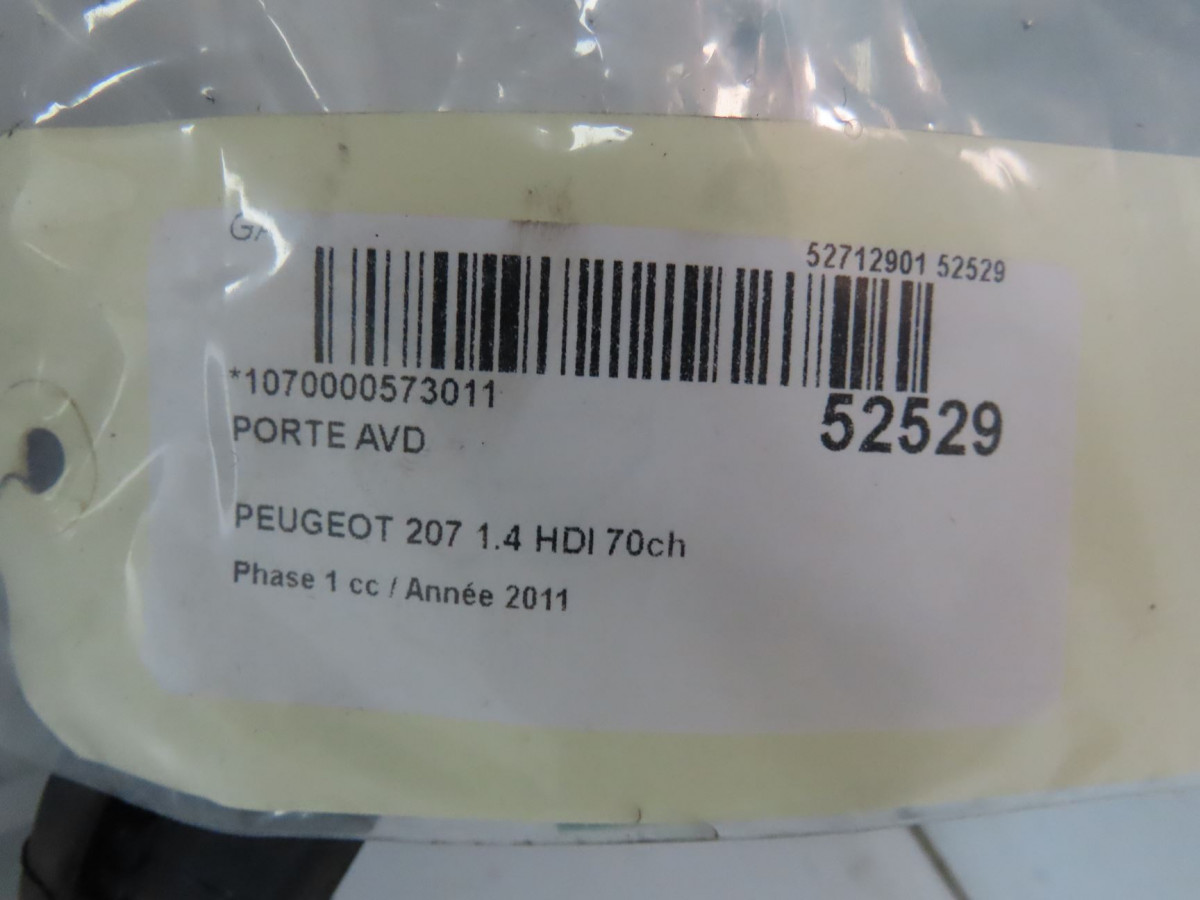 52712901 52529
*1070000573011
52529
PORTE AVD
PEUGEOT 207 1.4 HDI 70ch
Phase 1 cc / Année 2011